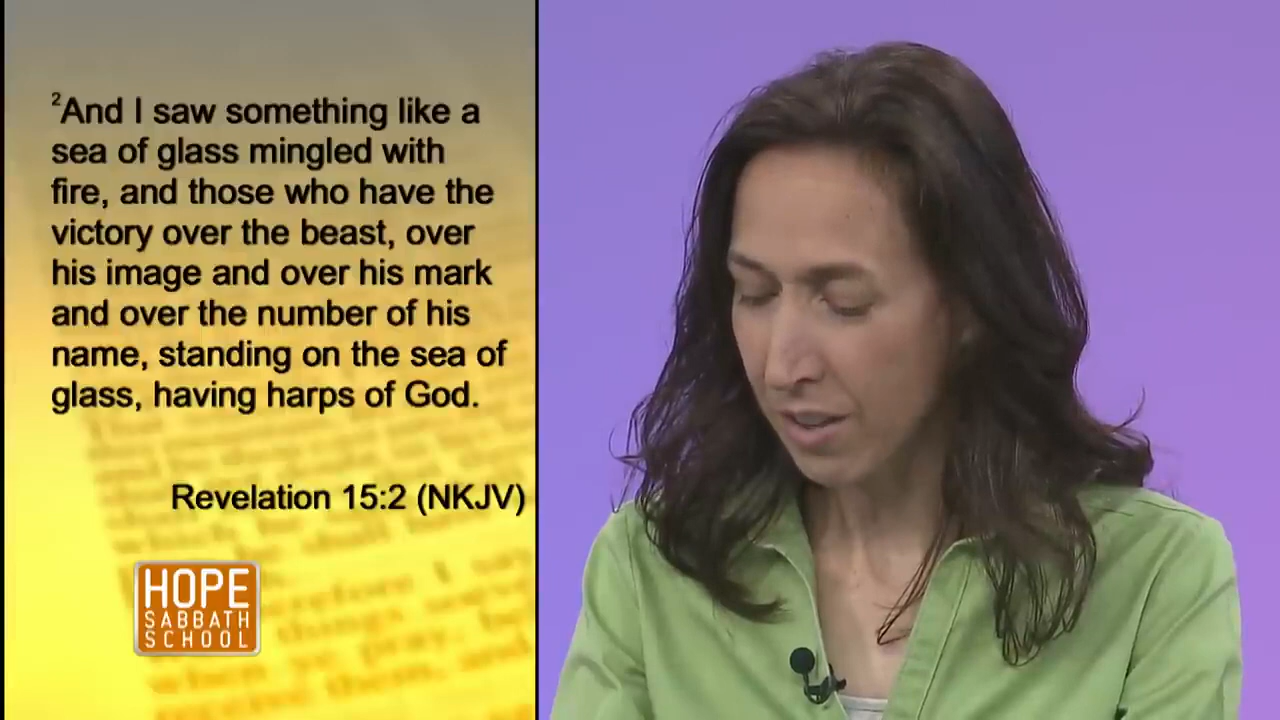 ²And I saw something like a
sea of glass mingled with
fire, and those who have the
victory over the beast, over
his image and over his mark
and over the number of his
name, standing on the sea of
glass, having harps of God.
Revelation 15:2 (NKJV)
HOPE
SABBATH
SCHOOL